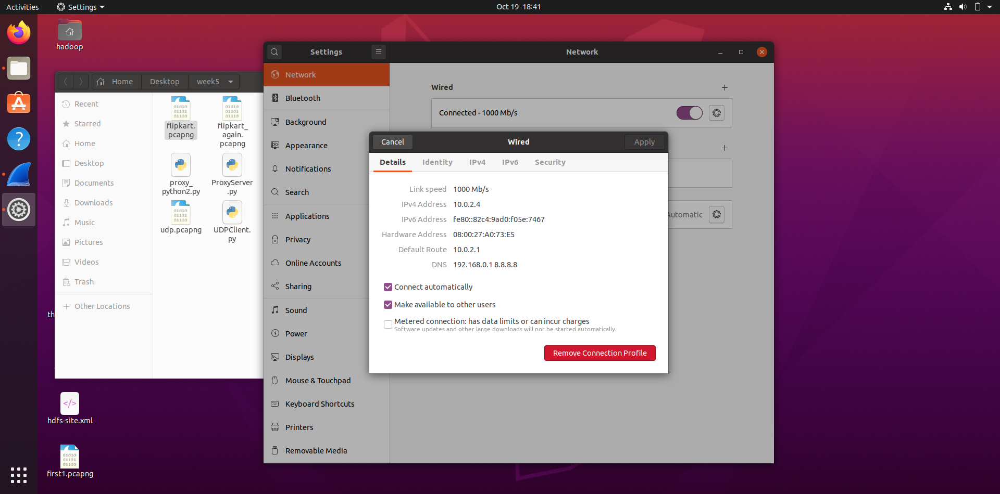 Activities
Settings
Oct 19 18:41
hadoop
Home
Desktop
week5
Recent
Starred
Home
Desktop
Documents
Downloads
Music
Pictures
Videos
Trash
Other Locations
flipkart.
pcapng
flipkart_
again.
pcapng
proxy_
python2.py
ProxyServer
.py
udp.pcapng
UDPClient.
py
th
hdfs-site.xml
first1.pcapng
Settings
Network
Network
Bluetooth
Background
Appearance
Notifications
Search
Applications
Privacy
Online Accounts
Sharing
Sound
Power
Displays
Mouse & Touchpad
Keyboard Shortcuts
Printers
Removable Media
Wired
Connected - 1000 Mb/s
Automatic
Cancel
Wired
Apply
Details
Identity
IPv4
IPv6
Security
Link speed 1000 Mb/s
IPv4 Address 10.0.2.4
IPv6 Address fe80::82c4:9ad0:f05e:7467
Hardware Address 08:00:27:A0:73:E5
Default Route 10.0.2.1
DNS 192.168.0.1 8.8.8.8
Connect automatically
Make available to other users
Metered connection: has data limits or can incur charges
Software updates and other large downloads will not be started automatically.
Remove Connection Profile